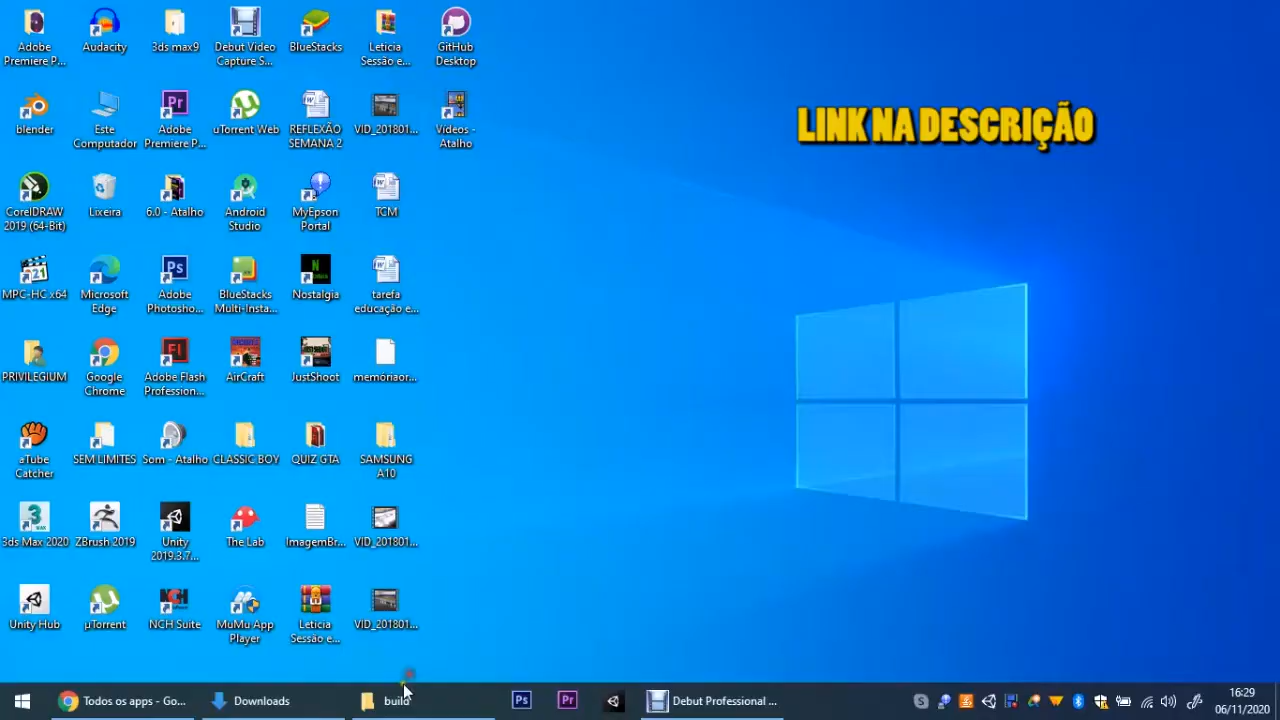 Adobe
Premiere P...
Audacity
3ds max9
Debut Video
Capture S...
BlueStacks
Leticia
Sessão e...
GitHub
Desktop
LINK NA DESCRIÇÃO
blender
Este
Computador
Adobe
Premiere P...
uTorrent Web
REFLEXÃO
SEMANA 2
VID_201801...
Videos -
Atalho
CorelDRAW
2019 (64-Bit)
Lixeira
6.0 - Atalho
Android
Studio
MyEpson
Portal
TCM
MPC-HC x64
Microsoft
Edge
Adobe
Photosho...
BlueStacks
Multi-Insta...
Nostalgia
tarefa
educação e...
PRIVILEGIUM
Google
Chrome
Adobe Flash
Profession...
AirCraft
JustShoot
memoriaor...
aTube
Catcher
SEM LIMITES
Som - Atalho
CLASSIC BOY
QUIZ GTA
SAMSUNG
A10
3ds Max 2020
ZBrush 2019
Unity
2019.3.7...
The Lab
ImagemBr...
VID_201801...
Unity Hub
µTorrent
NCH Suite
MuMu App
Player
Leticia
Sessão e...
VID_201801...
Todos os apps - Go...
Downloads
build
Debut Professional ...
16:29
06/11/2020